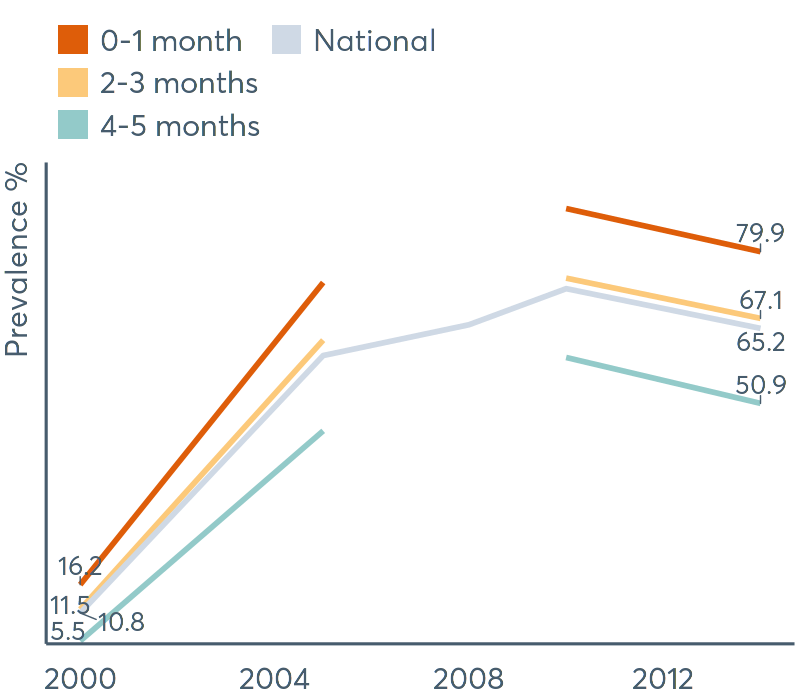 0-1 month National
2-3 months
4-5 months
Prevalence %
79.9
67.1
65.2
50.9
16.2
11.5
10.8
5.5
2000 2004 2008 2012